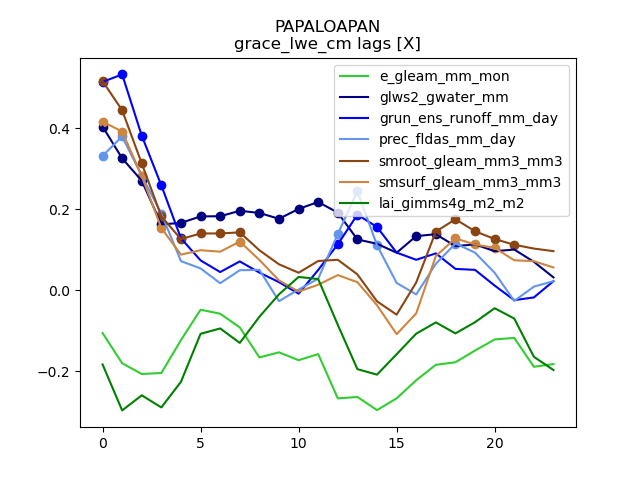 PAPALOAPAN
grace_lwe_cm lags [X]
e_gleam_mm_mon
glws2_gwater_mm
grun_ens_runoff_mm_day
prec_fldas_mm_day
smroot_gleam_mm3_mm3
smsurf_gleam_mm3_mm3
lai_gimms4g_m2_m2
0.4
0.2
0.0
−0.2
0 5 10 15 20